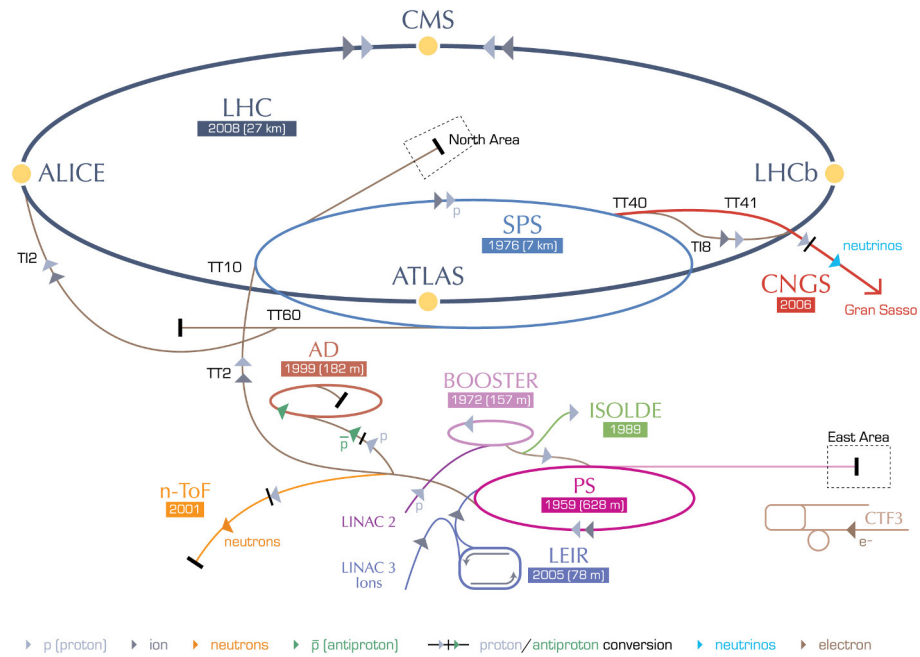 CMS
LHC
2008 (27 km)
North Area
ALICE
LHCb
TT40
TT41
SPS
1976 (7 km)
TI8
neutrinos
TI2
TT10
ATLAS
CNGS
2006
Gran Sasso
TT60
AD
1999 (182 m)
TT2
BOOSTER
1972 (157 m)
ISOLDE
1989
p
p̅
p
East Area
n-ToF
2001
PS
1959 (628 m)
LINAC 2
p
neutrons
CTF3
e-
LEIR
2005 (78 m)
LINAC 3
Ions
p
p (proton)
ion
neutrons
p̅ (antiproton)
proton/antiproton conversion
neutrinos
electron